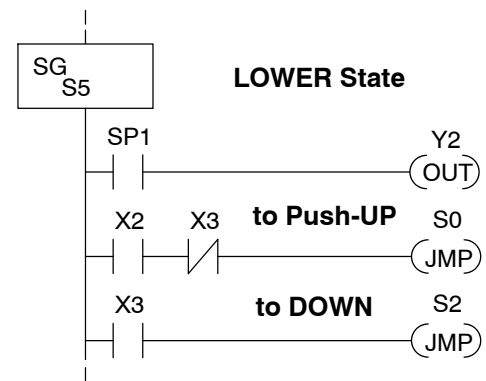 SG
S5
LOWER State
SP1
Y2
OUT
X2 X3 to Push-UP S0
JMP
X3 to DOWN S2
JMP